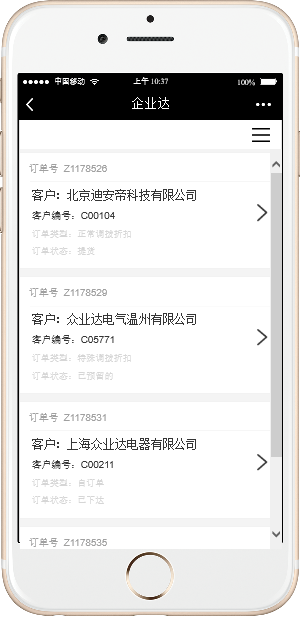 中国移动 上午 10:37 100%
企业达
订单号 Z1178526
客户：北京迪安帝科技有限公司
客户编号：C00104
订单类型：正常调拨折扣
订单状态：提货
订单号 Z1178529
客户：众业达电气温州有限公司
客户编号：C05771
订单类型：特殊调拨折扣
订单状态：已预留的
订单号 Z1178531
客户：上海众业达电器有限公司
客户编号：C00211
订单类型：自订单
订单状态：已下达
订单号 Z1178535